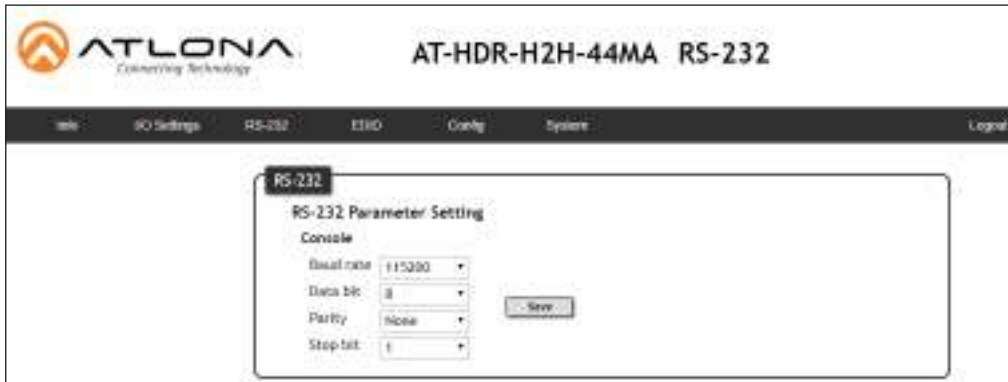 ATLONA
Connecting Technology
AT-HDR-H2H-44MA RS-232
Info I/O Settings RS-232 EDID Config System Logout
RS-232
RS-232 Parameter Setting
Console
Baud rate 115200
Data bit 8
Save
Parity None
Stop bit 1